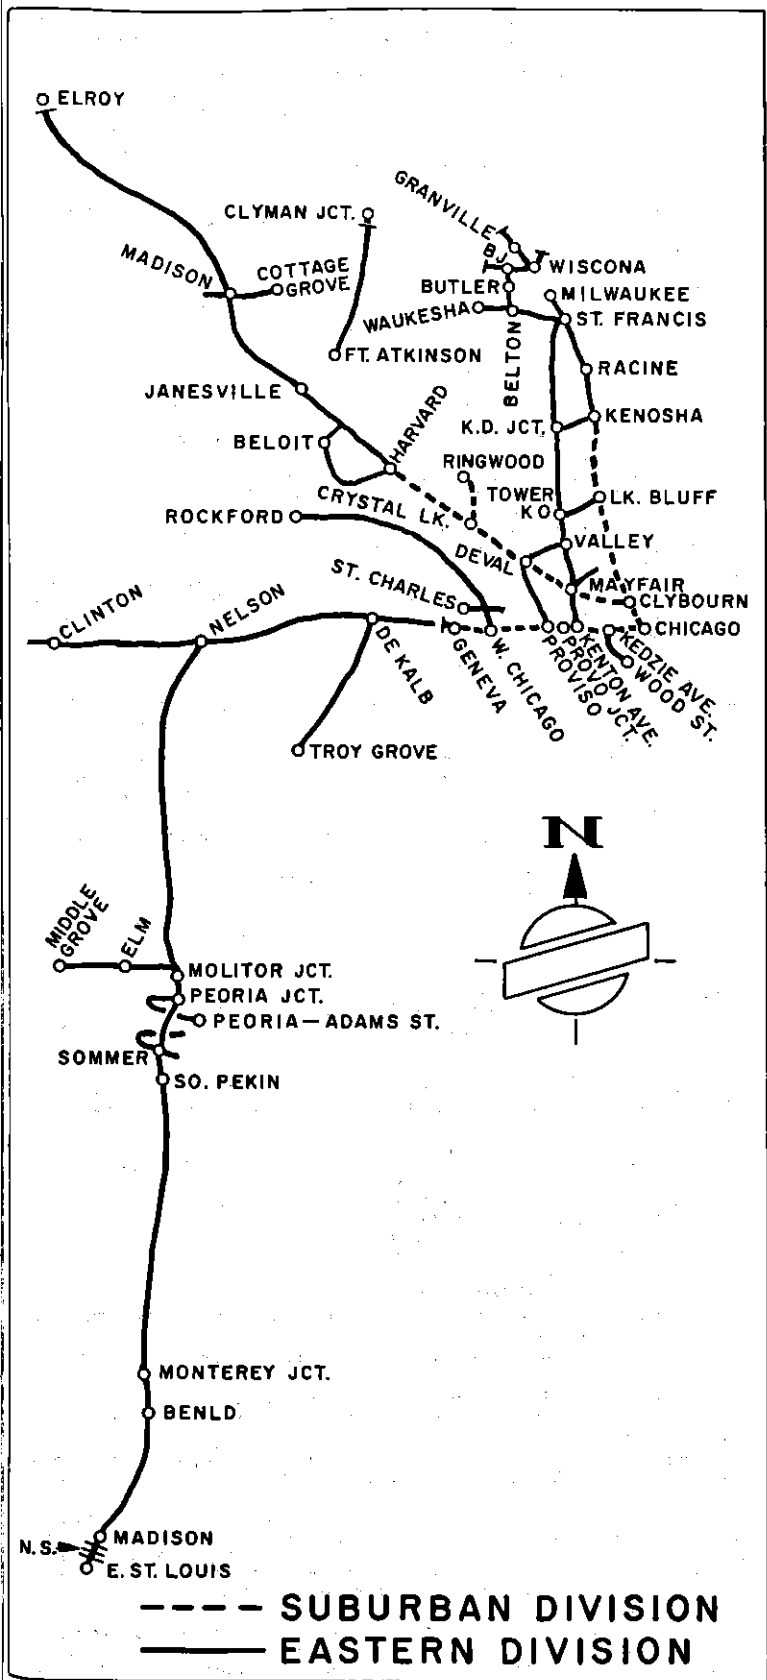 ELROY
CLYMAN JCT.
GRANVILLE
MADISON
COTTAGE
GROVE
BJ
WISCONA
BUTLER
MILWAUKEE
WAUKESHA
ST. FRANCIS
BELTON
FT. ATKINSON
RACINE
JANESVILLE
HARVARD
KENOSHA
K.D. JCT.
BELOIT
RINGWOOD
CRYSTAL LK.
TOWER
KO
LK. BLUFF
ROCKFORD
DEVAL
VALLEY
ST. CHARLES
MAYFAIR
CLYBOURN
CLINTON
NELSON
CHICAGO
DE KALB
GENEVA
W. CHICAGO
PROVISO
PROVO JCT.
KENTON AVE.
KEDZIE AVE.
WOOD ST.
TROY GROVE
N
MIDDLE
GROVE
ELM
MOLITOR JCT.
PEORIA JCT.
PEORIA—ADAMS ST.
SOMMER
SO. PEKIN
MONTEREY JCT.
BENLD
MADISON
N.S.
E. ST. LOUIS
SUBURBAN DIVISION
EASTERN DIVISION